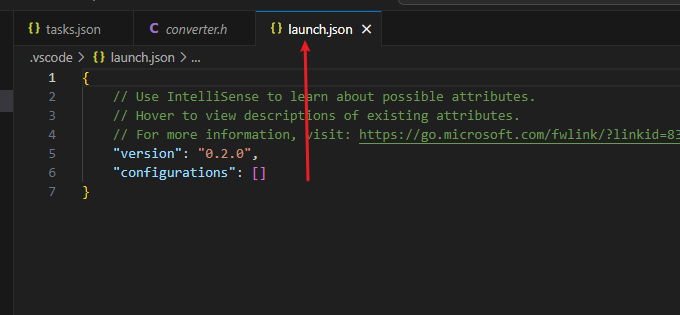 tasks.json converter.h launch.json
.vscode > launch.json > ...
1 {
2 // Use IntelliSense to learn about possible attributes.
3 // Hover to view descriptions of existing attributes.
4 // For more information, visit: https://go.microsoft.com/fwlink/?linkid=83
5 "version": "0.2.0",
6 "configurations": []
7 }